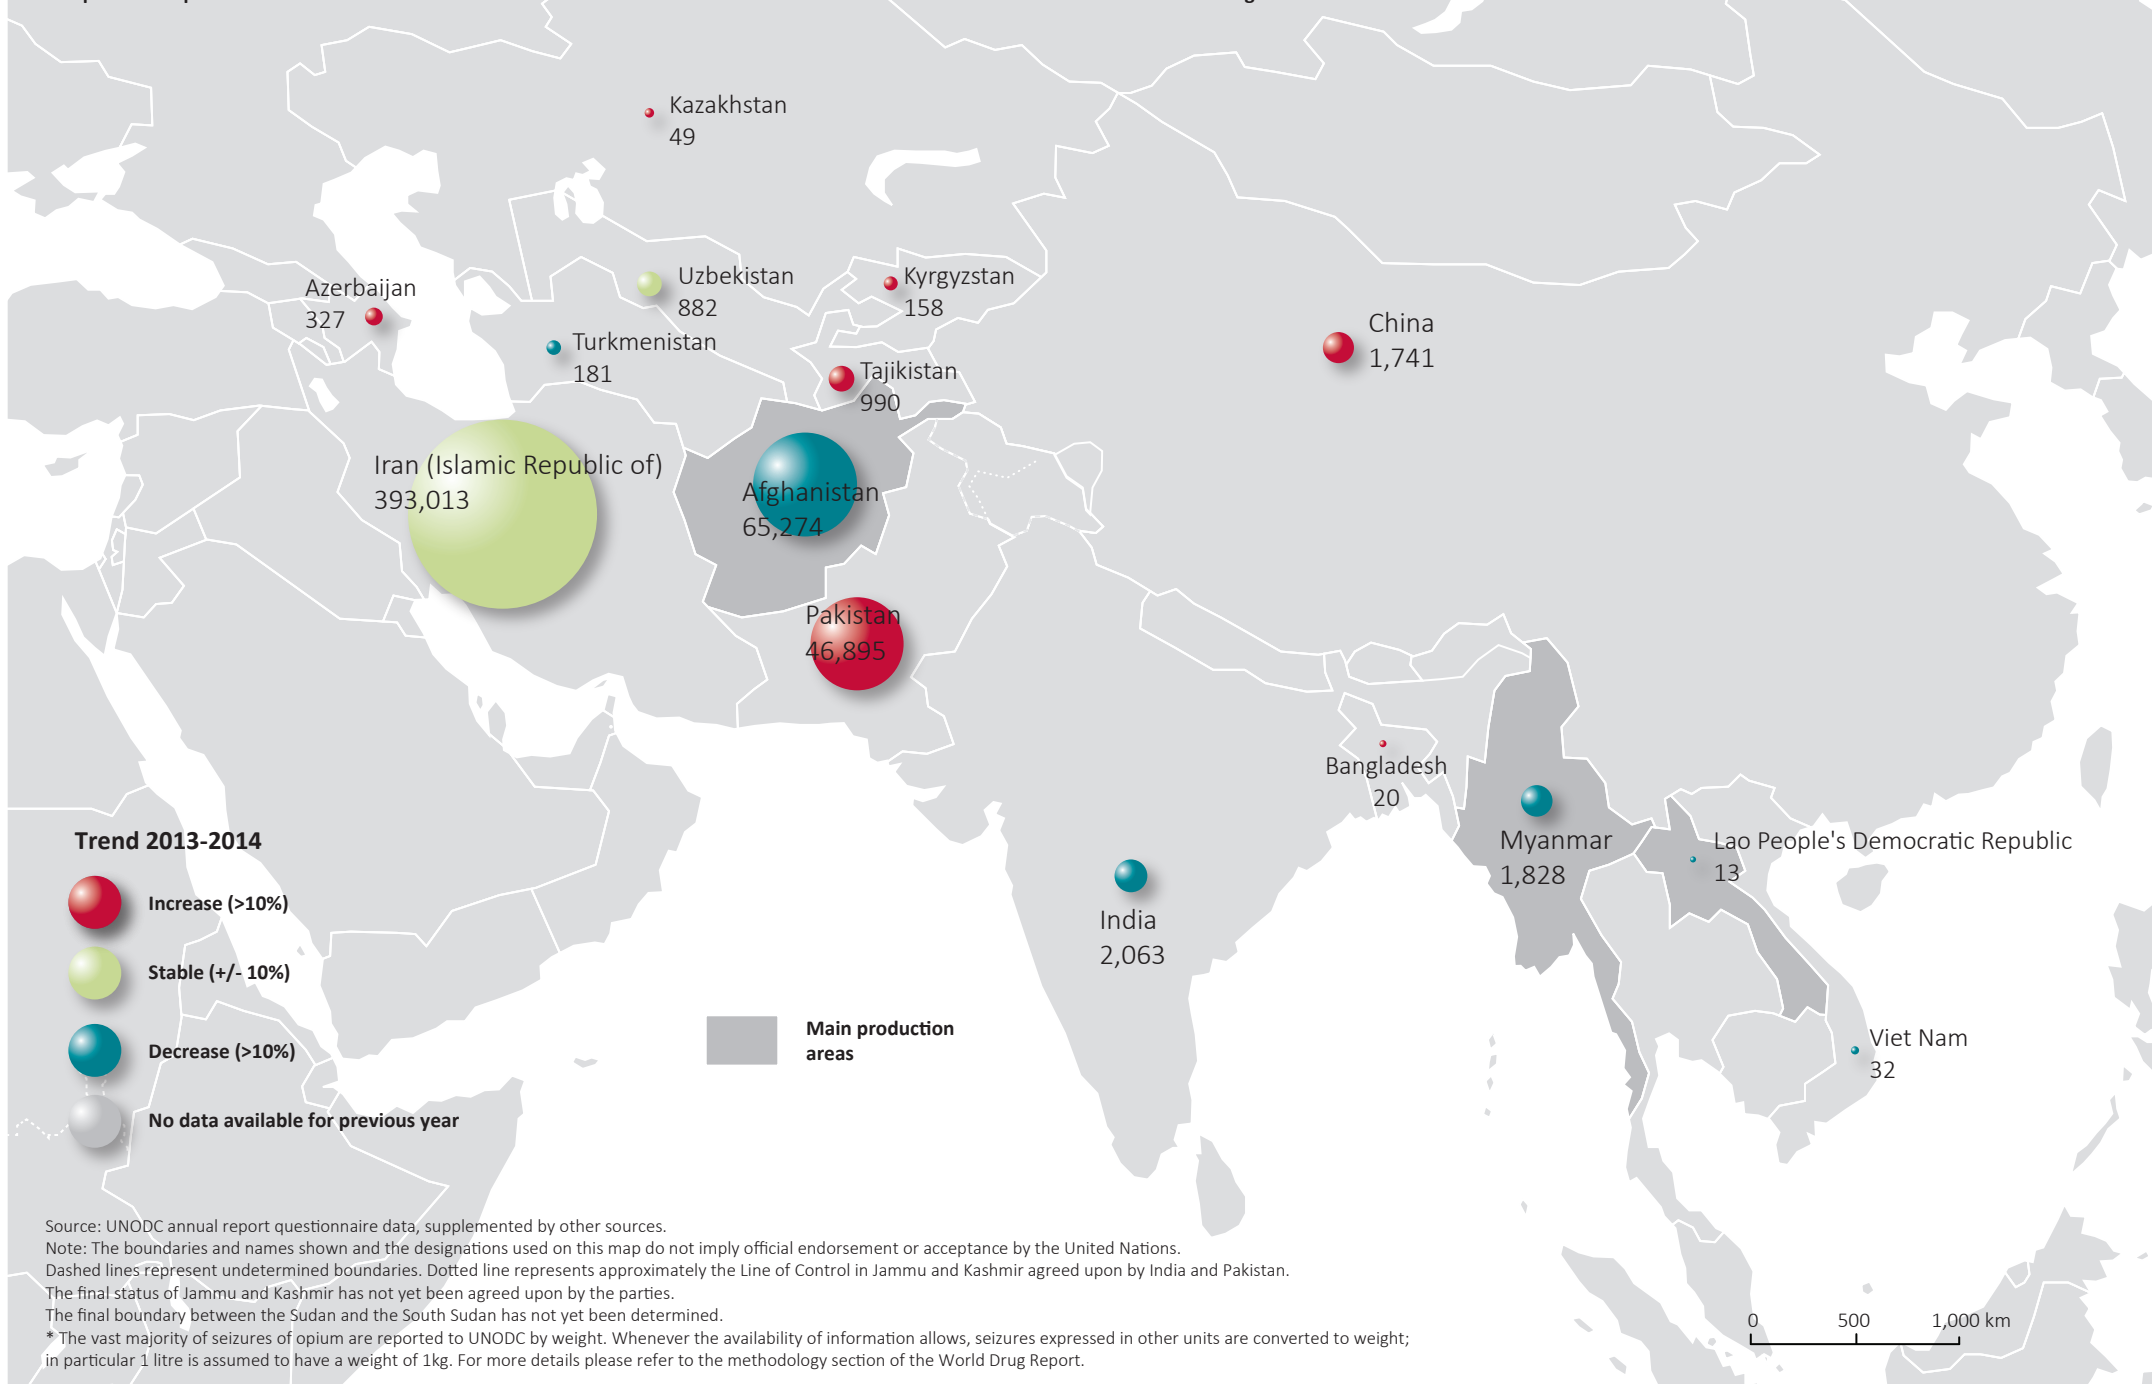 Kazakhstan
49
Uzbekistan
882
Kyrgyzstan
158
Azerbaijan
327
Turkmenistan
181
China
1,741
Tajikistan
990
Iran (Islamic Republic of)
393,013
Afghanistan
65,274
Pakistan
46,895
Bangladesh
20
Myanmar
1,828
Lao People's Democratic Republic
13
India
2,063
Viet Nam
32
Trend 2013-2014
Increase (>10%)
Stable (+/- 10%)
Decrease (>10%)
No data available for previous year
Main production
areas
Source: UNODC annual report questionnaire data, supplemented by other sources.
Note: The boundaries and names shown and the designations used on this map do not imply official endorsement or acceptance by the United Nations.
Dashed lines represent undetermined boundaries. Dotted line represents approximately the Line of Control in Jammu and Kashmir agreed upon by India and Pakistan.
The final status of Jammu and Kashmir has not yet been agreed upon by the parties.
The final boundary between the Sudan and the South Sudan has not yet been determined.
* The vast majority of seizures of opium are reported to UNODC by weight. Whenever the availability of information allows, seizures expressed in other units are converted to weight;
in particular 1 litre is assumed to have a weight of 1kg. For more details please refer to the methodology section of the World Drug Report.
0 500 1,000 km